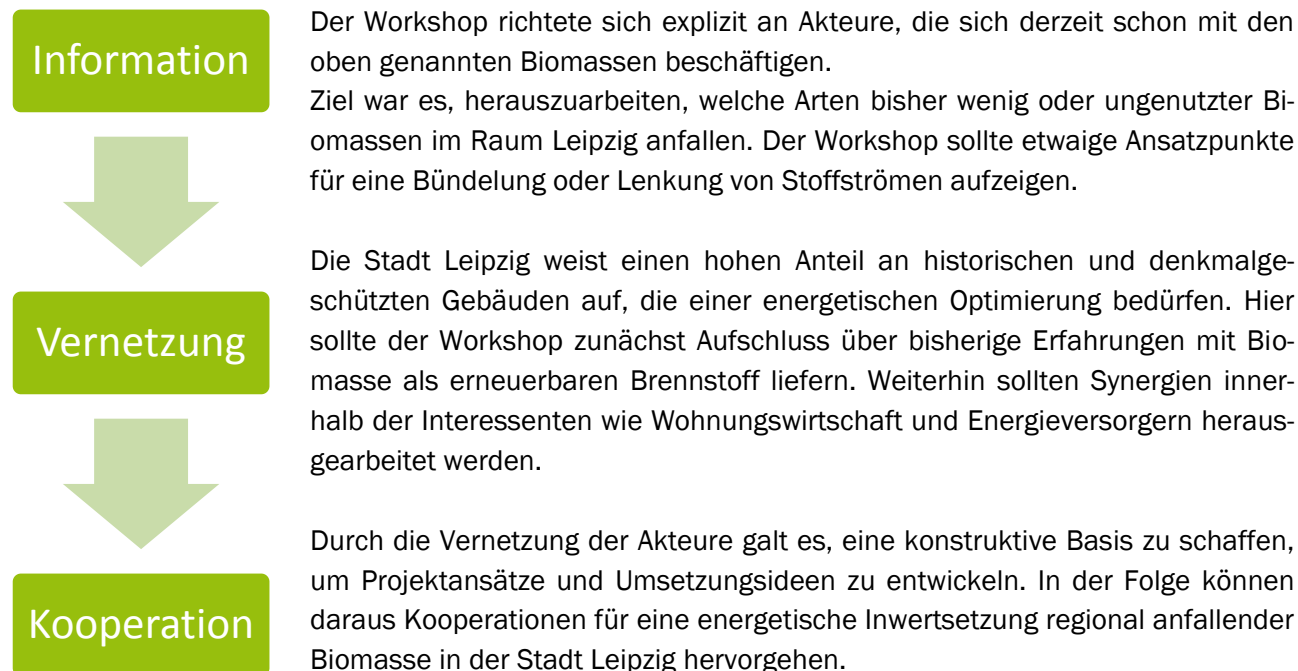 Information
Der Workshop richtete sich explizit an Akteure, die sich derzeit schon mit den
oben genannten Biomassen beschäftigen.
Ziel war es, herauszuarbeiten, welche Arten bisher wenig oder ungenutzter Bi-
omassen im Raum Leipzig anfallen. Der Workshop sollte etwaige Ansatzpunkte
für eine Bündelung oder Lenkung von Stoffströmen aufzeigen.
Vernetzung
Die Stadt Leipzig weist einen hohen Anteil an historischen und denkmalge-
schützten Gebäuden auf, die einer energetischen Optimierung bedürfen. Hier
sollte der Workshop zunächst Aufschluss über bisherige Erfahrungen mit Bio-
masse als erneuerbaren Brennstoff liefern. Weiterhin sollten Synergien inner-
halb der Interessenten wie Wohnungswirtschaft und Energieversorgern heraus-
gearbeitet werden.
Kooperation
Durch die Vernetzung der Akteure galt es, eine konstruktive Basis zu schaffen,
um Projektansätze und Umsetzungsideen zu entwickeln. In der Folge können
daraus Kooperationen für eine energetische Inwertsetzung regional anfallender
Biomasse in der Stadt Leipzig hervorgehen.